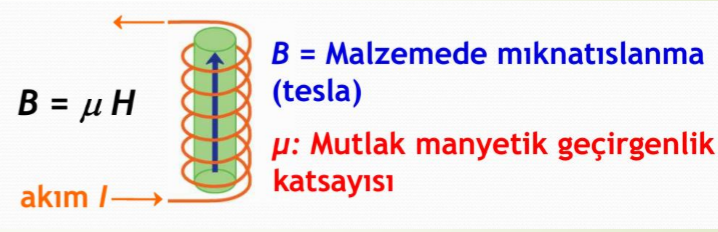 B = μ H
akım I
B = Malzemede mıknatıslanma
(tesla)
μ: Mutlak manyetik geçirgenlik
katsayısı